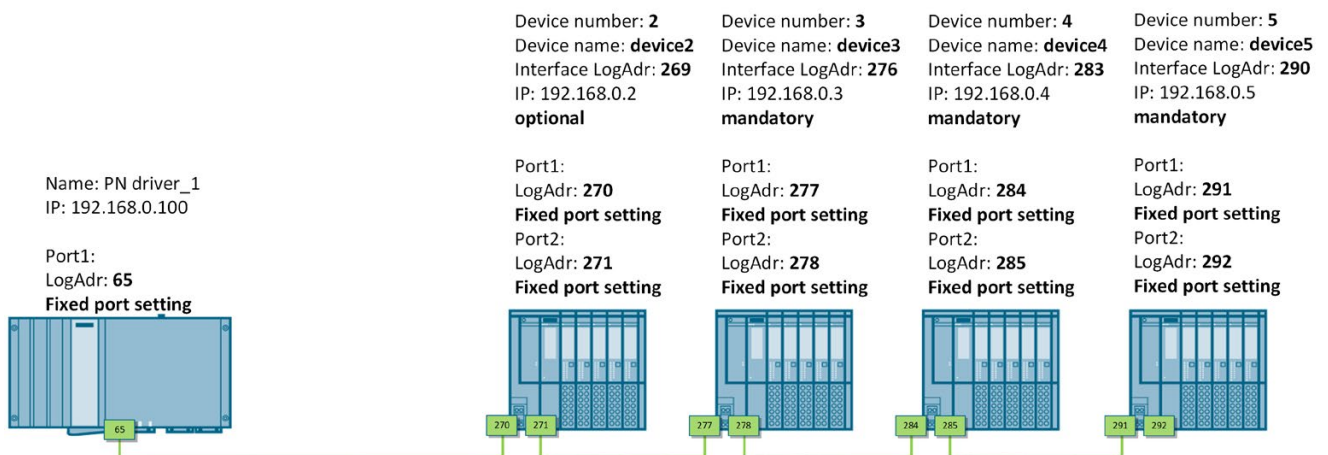 Name: PN driver_1
IP: 192.168.0.100
Port1:
LogAdr: 65
Fixed port setting
65
Device number: 2
Device name: device2
Interface LogAdr: 269
IP: 192.168.0.2
optional
Port1:
LogAdr: 270
Fixed port setting
Port2:
LogAdr: 271
Fixed port setting
270
271
Device number: 3
Device name: device3
Interface LogAdr: 276
IP: 192.168.0.3
mandatory
Port1:
LogAdr: 277
Fixed port setting
Port2:
LogAdr: 278
Fixed port setting
277
278
Device number: 4
Device name: device4
Interface LogAdr: 283
IP: 192.168.0.4
mandatory
Port1:
LogAdr: 284
Fixed port setting
Port2:
LogAdr: 285
Fixed port setting
284
285
Device number: 5
Device name: device5
Interface LogAdr: 290
IP: 192.168.0.5
mandatory
Port1:
LogAdr: 291
Fixed port setting
Port2:
LogAdr: 292
Fixed port setting
291
292